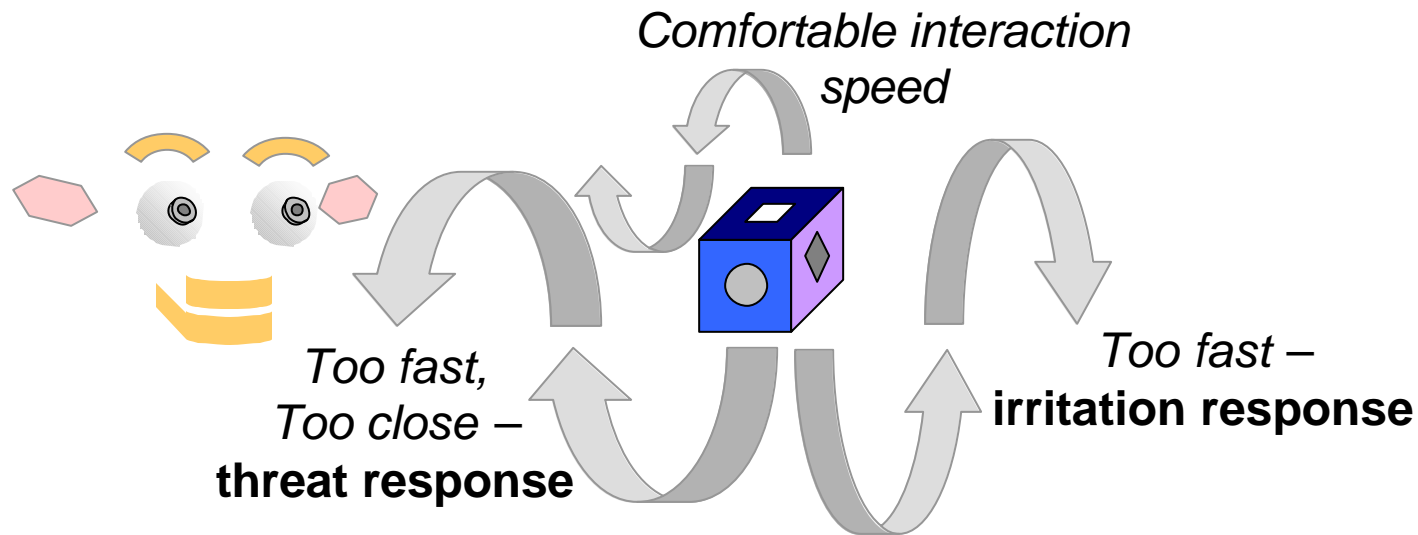 Comfortable interaction
speed
Too fast,
Too close –
threat response
Too fast –
irritation response